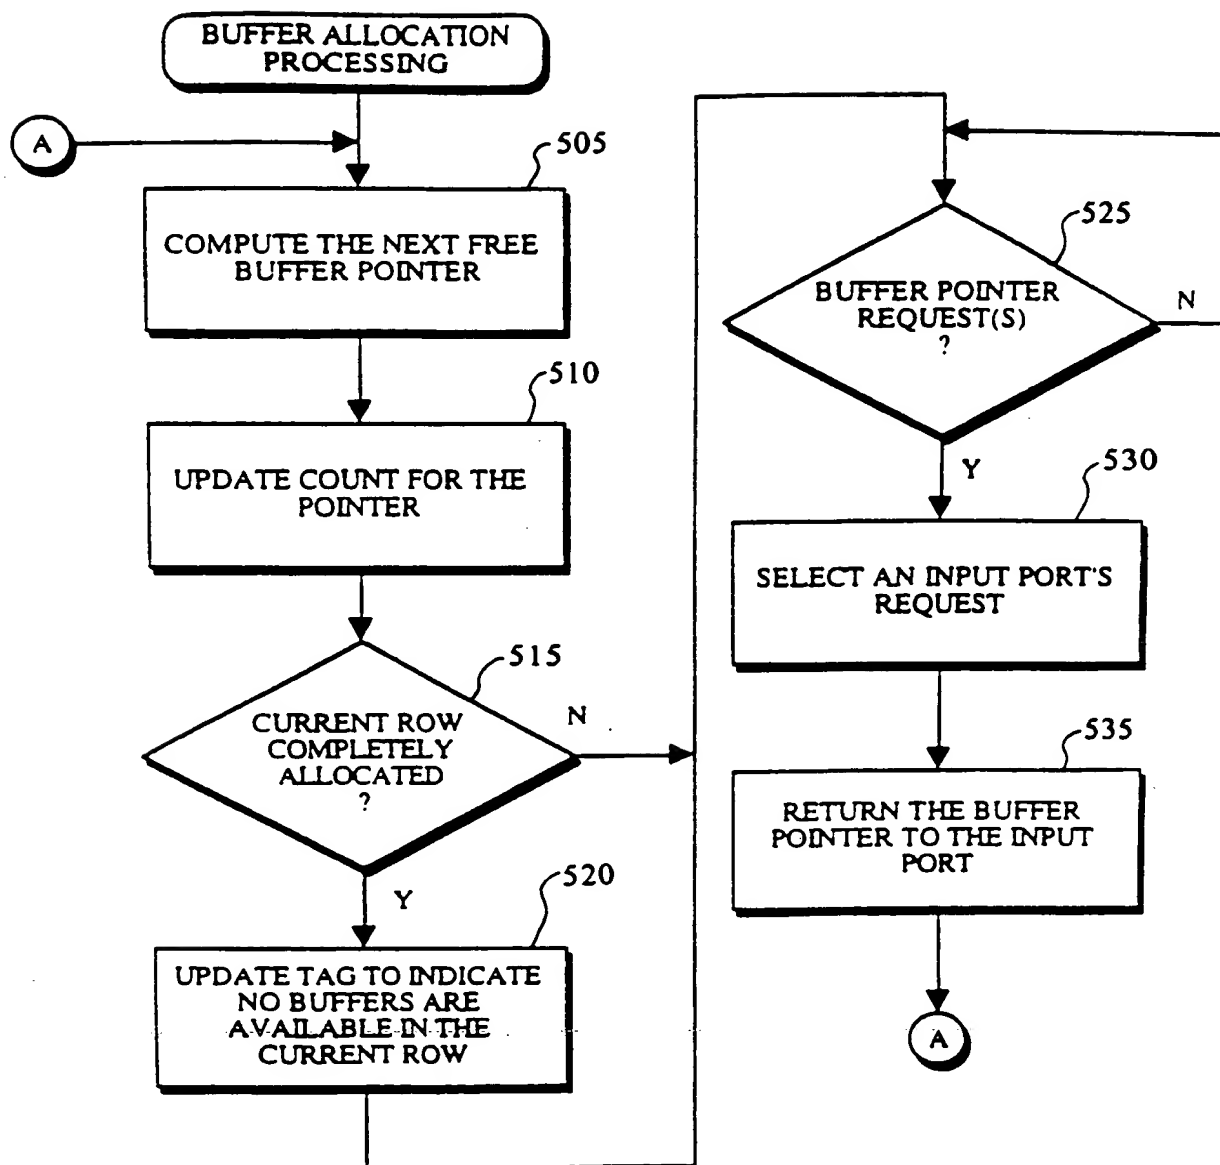 BUFFER ALLOCATION
PROCESSING
A
505
COMPUTE THE NEXT FREE
BUFFER POINTER
510
UPDATE COUNT FOR THE
POINTER
515
CURRENT ROW
COMPLETELY
ALLOCATED
?
N
Y
520
UPDATE TAG TO INDICATE
NO BUFFERS ARE
AVAILABLE IN THE
CURRENT ROW
525
BUFFER POINTER
REQUEST(S)
?
N
Y
530
SELECT AN INPUT PORT'S
REQUEST
535
RETURN THE BUFFER
POINTER TO THE INPUT
PORT
A